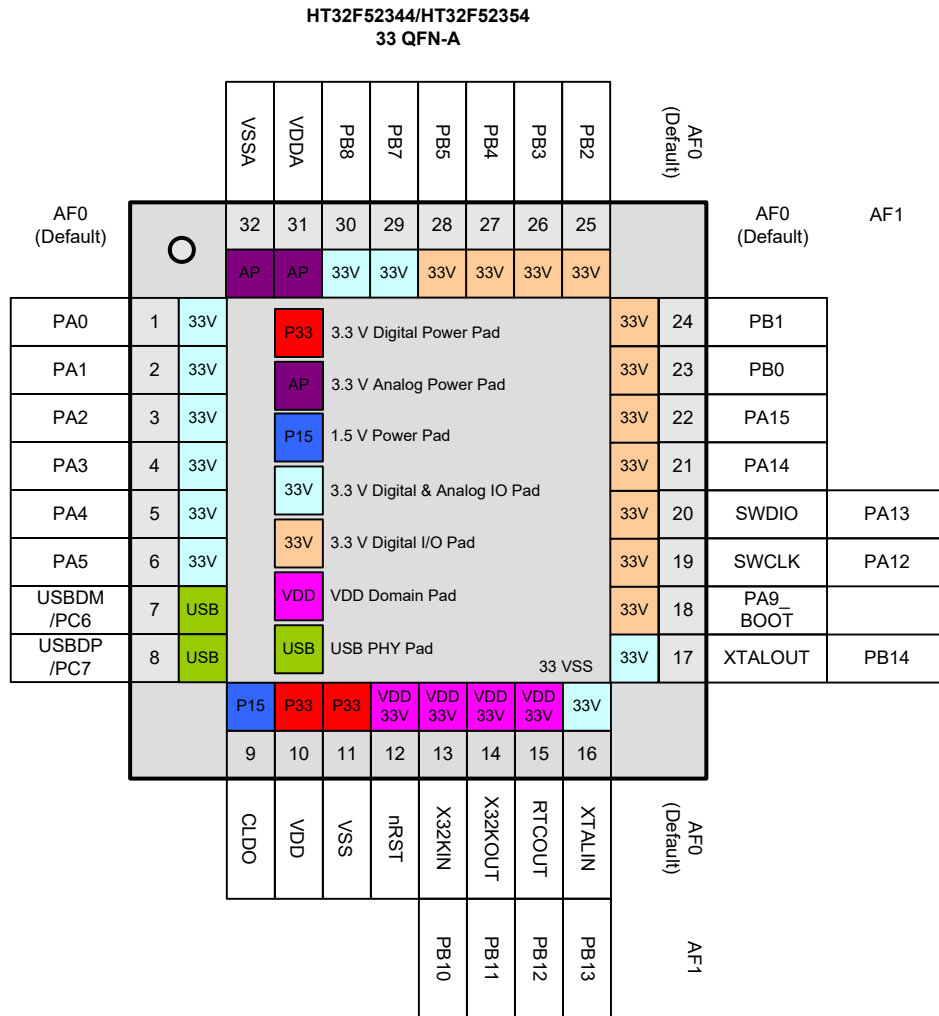 HT32F52344/HT32F52354
33 QFN-A
VSSA VDDA PB8 PB7 PB5 PB4 PB3 PB2 AF0 (Default)
AF0
(Default)
32 31 30 29 28 27 26 25
AF0
(Default)
AF1
AP AP 33V 33V 33V 33V 33V 33V
PA0 1 33V P33 3.3 V Digital Power Pad 33V 24 PB1
PA1 2 33V AP 3.3 V Analog Power Pad 33V 23 PB0
PA2 3 33V P15 1.5 V Power Pad 33V 22 PA15
PA3 4 33V 33V 3.3 V Digital & Analog IO Pad 33V 21 PA14
PA4 5 33V 33V 3.3 V Digital I/O Pad 33V 20 SWDIO PA13
PA5 6 33V VDD VDD Domain Pad 33V 19 SWCLK PA12
USBDM
/PC6 7 USB 33V 18 PA9_
BOOT
USBDP
/PC7 8 USB USB USB PHY Pad 33 VSS 33V 17 XTALOUT PB14
P15 P33 P33 VDD 33V VDD 33V VDD 33V VDD 33V 33V
9 10 11 12 13 14 15 16
CLDO VDD VSS nRST X32KIN X32KOUT RTCOUT XTALIN AF0 (Default)
PB10 PB11 PB12 PB13 AF1